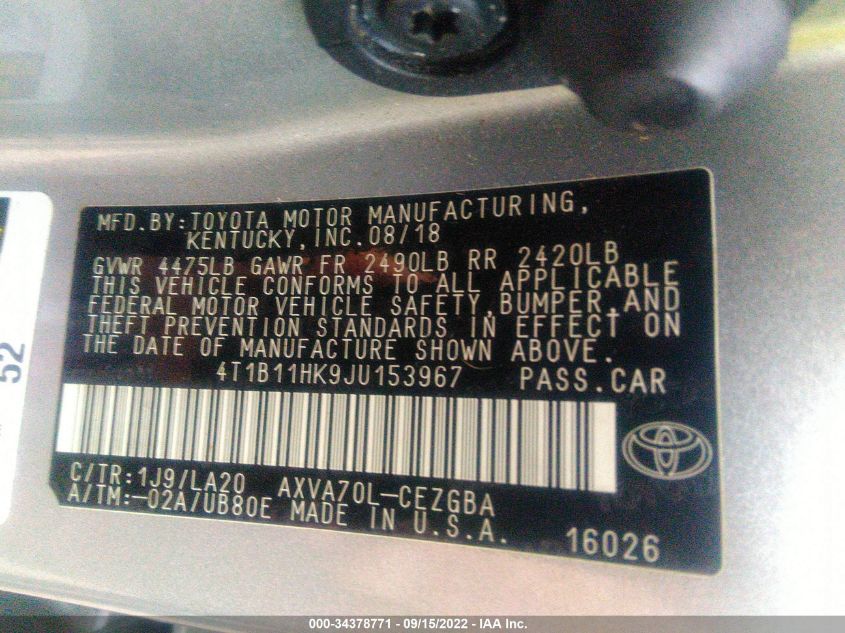 MFD. BY: TOYOTA MOTOR MANUFACTURING,
KENTUCKY, INC. 08/18
GVWR 4475LB GAWR FR 2490LB RR 2420LB
THIS VEHICLE CONFORMS TO ALL APPLICABLE
FEDERAL MOTOR VEHICLE SAFETY, BUMPER, AND
THEFT PREVENTION STANDARDS IN EFFECT ON
THE DATE OF MANUFACTURE SHOWN ABOVE.
4T1B11HK9JU153967 PASS. CAR
C/TR: 1J9/LA20 AXVA70L-CEZGBA
A/TM: -02A/UB80E MADE IN U.S.A.
16026
52
000-34378771 - 09/15/2022 - IAA Inc.